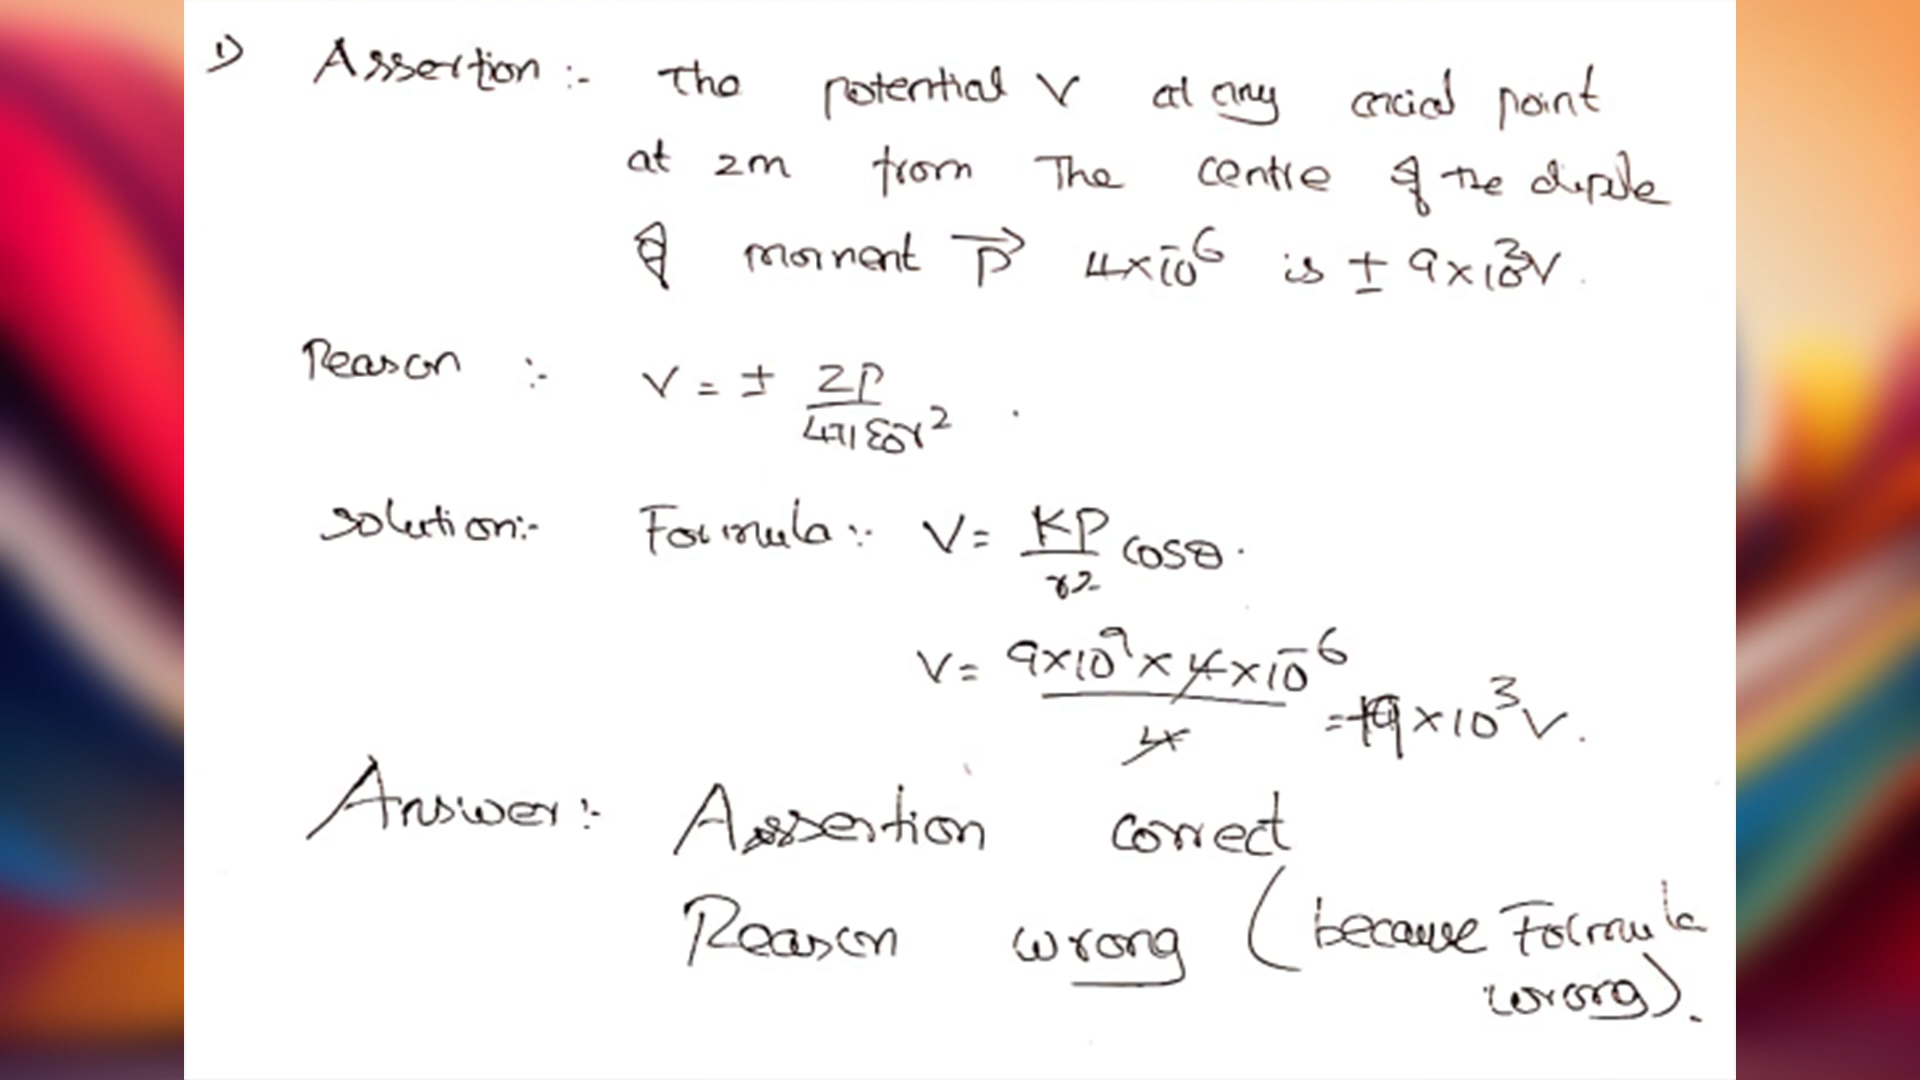 1) Assertion :- The potential V at any axial point
at 2m from The centre of the dipole
of moment P⃗ 4×10⁻⁶ is ± 9×10³V.
Reason :- V = ± 2P / 4πε₀r² .
Solution:- Formula :- V = KP / r² cosθ.
V = 9×10⁹ × 4×10⁻⁶ / 4 = ±9×10³V.
Answer :- Assertion correct
Reason wrong (because Formula
wrong).